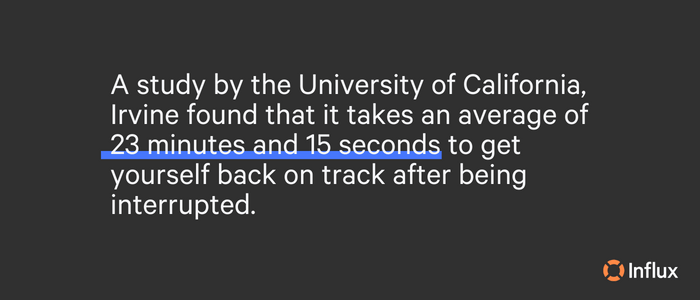 A study by the University of California,
Irvine found that it takes an average of
23 minutes and 15 seconds to get
yourself back on track after being
interrupted.
Influx